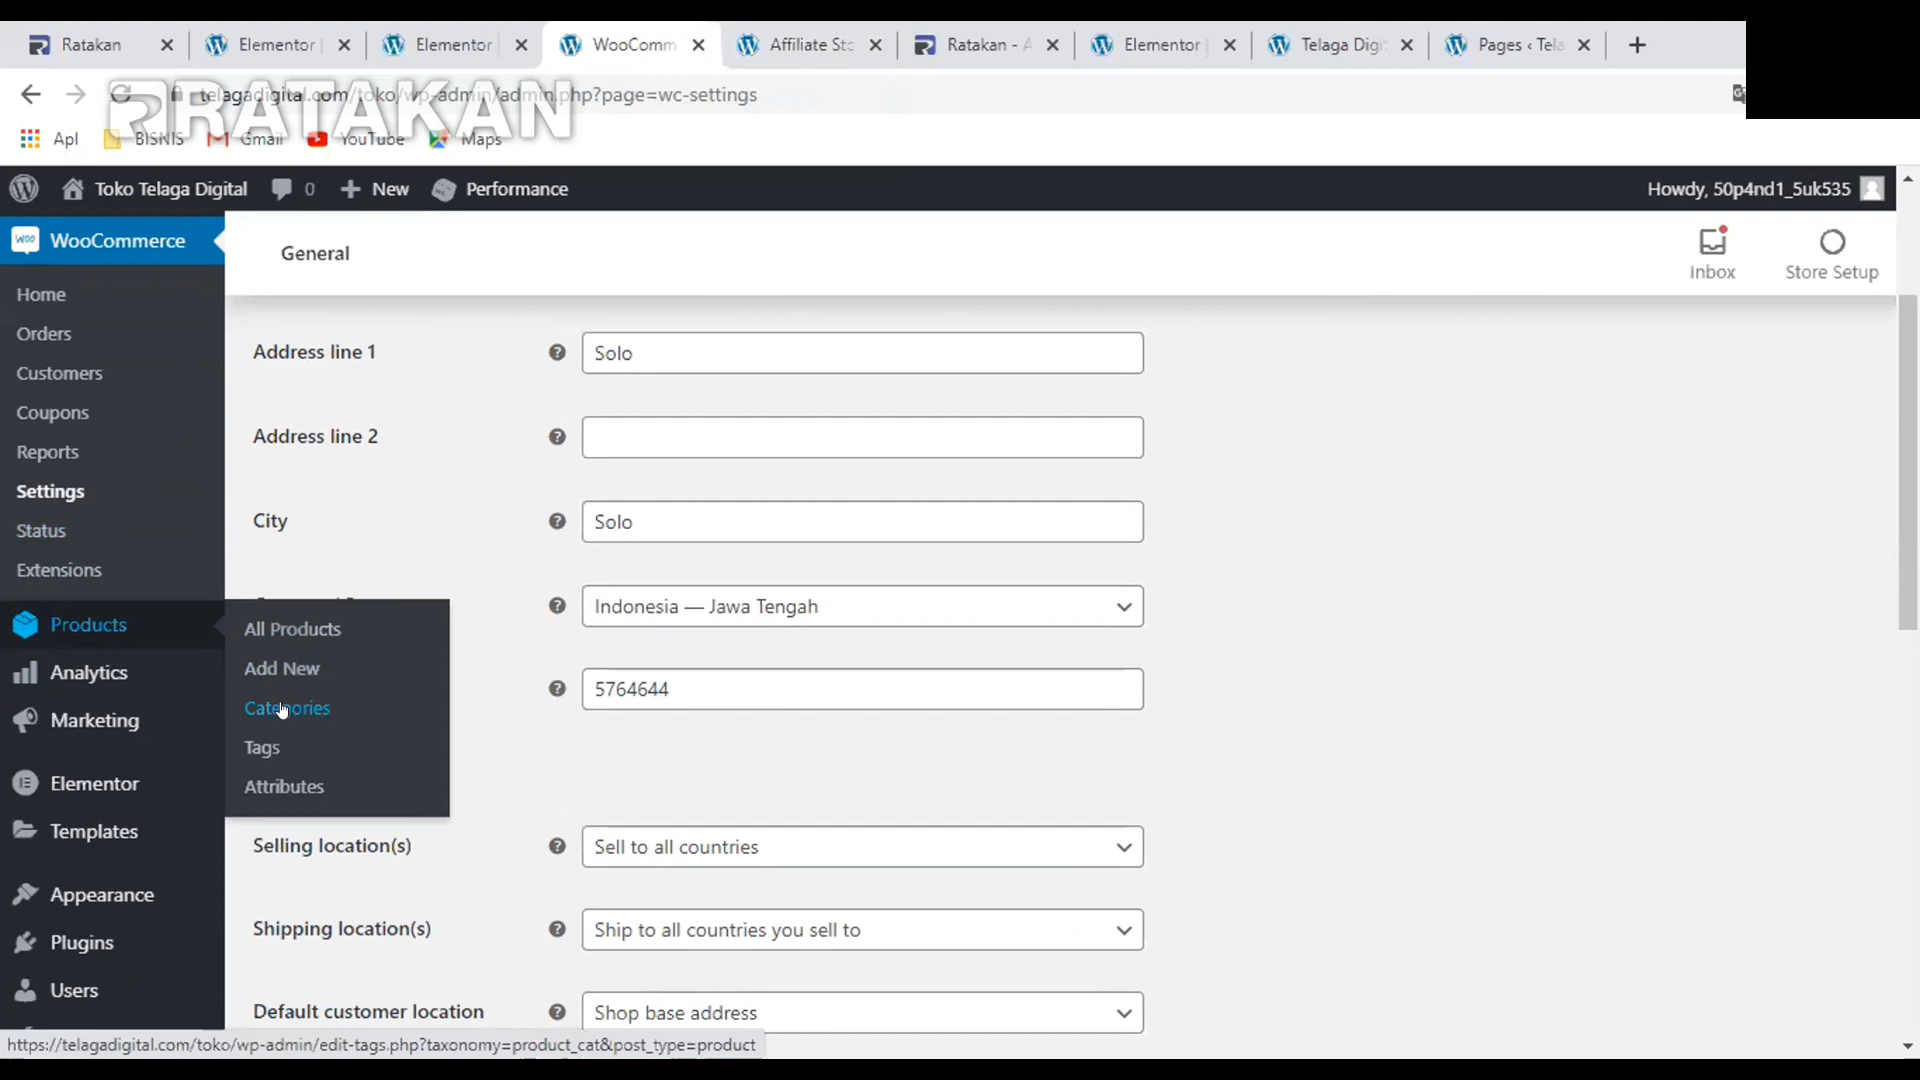 Ratakan
Elementor
Elementor
WooComm
Affiliate Sto
Ratakan - A
Elementor
Telaga Digi
Pages ‹ Tela
telagadigital.com/toko/wp-admin/admin.php?page=wc-settings
RATAKAN
Apl
BISNIS
Gmail
YouTube
Maps
Toko Telaga Digital
0
New
Performance
Howdy, 50p4nd1_5uk535
WooCommerce
General
Inbox
Store Setup
Home
Orders
Customers
Coupons
Reports
Settings
Status
Extensions
Products
Analytics
Marketing
Elementor
Templates
Appearance
Plugins
Users
All Products
Add New
Categories
Tags
Attributes
Address line 1
Solo
Address line 2
City
Solo
Indonesia — Jawa Tengah
5764644
Selling location(s)
Sell to all countries
Shipping location(s)
Ship to all countries you sell to
Default customer location
Shop base address
https://telagadigital.com/toko/wp-admin/edit-tags.php?taxonomy=product_cat&post_type=product